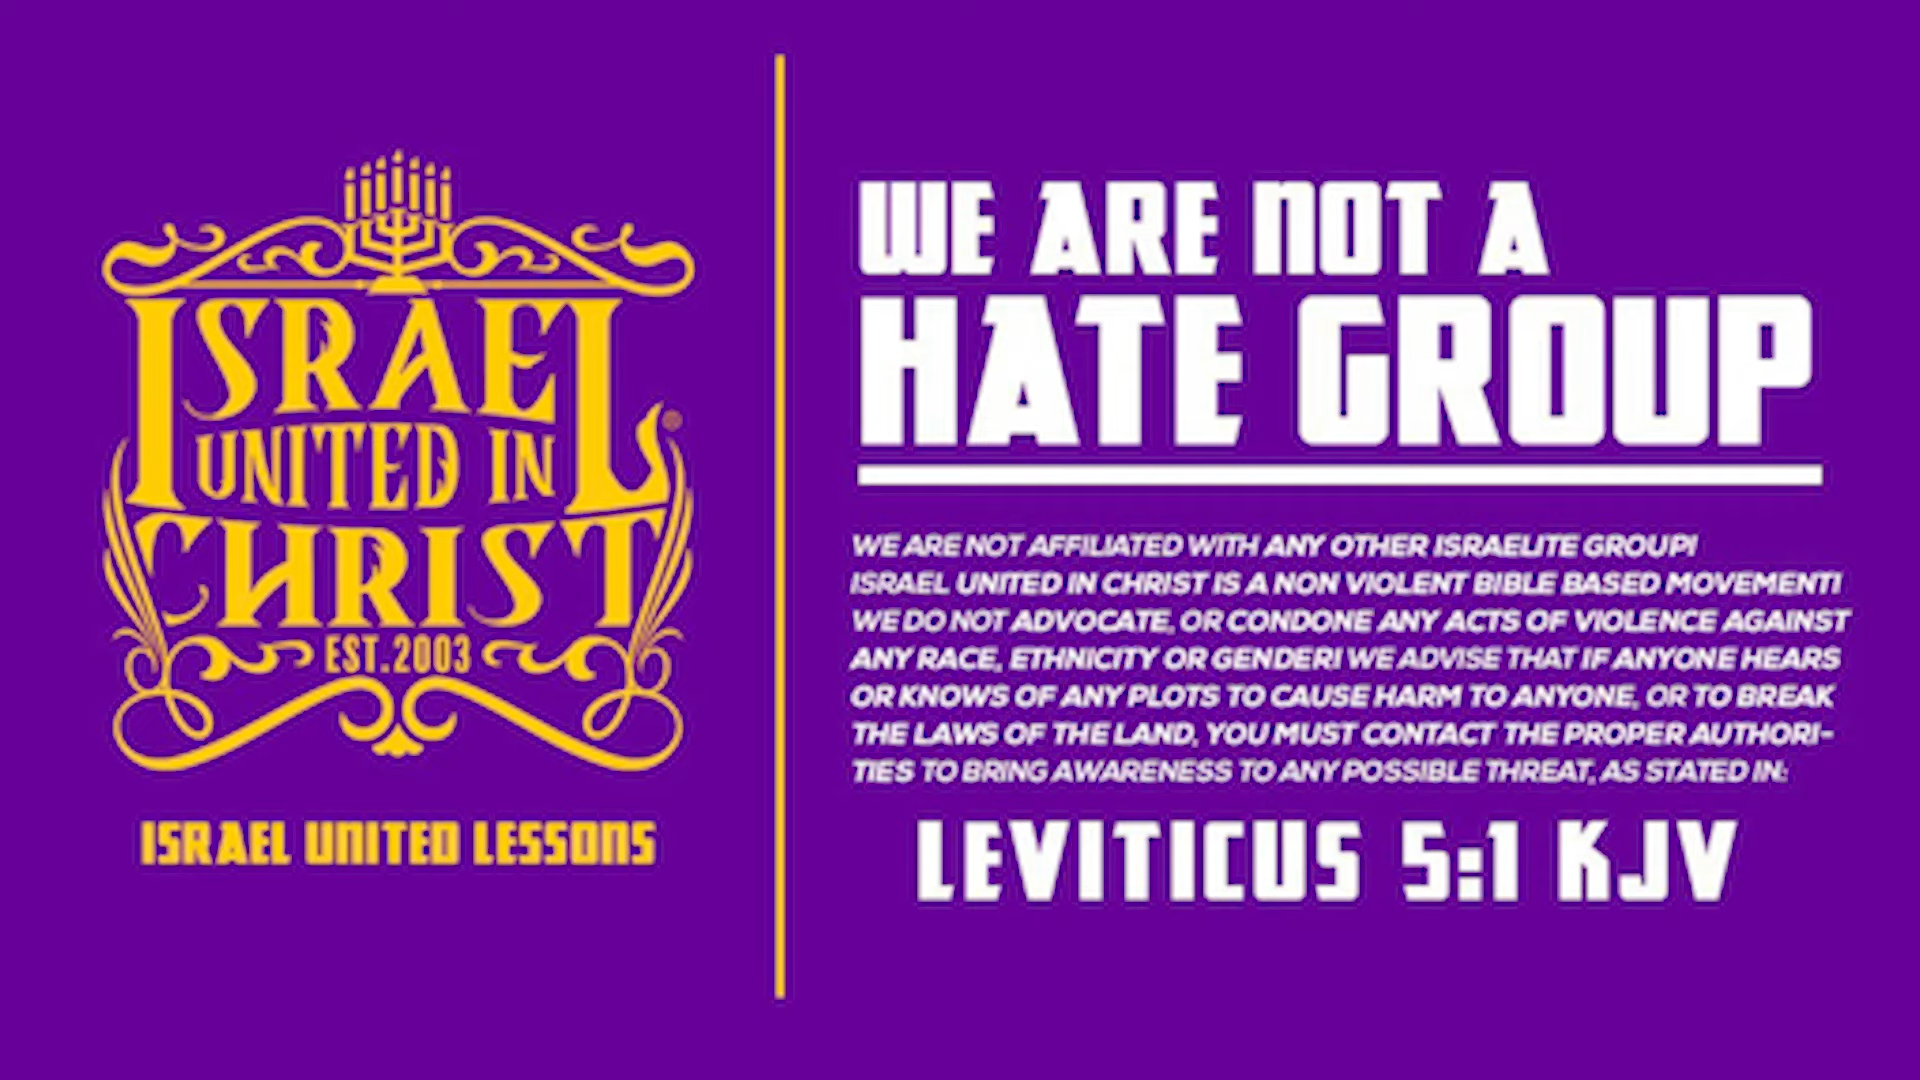 ISRAEL
UNITED IN
CHRIST
®
EST. 2003
ISRAEL UNITED LESSONS
WE ARE NOT A
HATE GROUP
WE ARE NOT AFFILIATED WITH ANY OTHER ISRAELITE GROUP!
ISRAEL UNITED IN CHRIST IS A NON VIOLENT BIBLE BASED MOVEMENT!
WE DO NOT ADVOCATE, OR CONDONE ANY ACTS OF VIOLENCE AGAINST
ANY RACE, ETHNICITY OR GENDER! WE ADVISE THAT IF ANYONE HEARS
OR KNOWS OF ANY PLOTS TO CAUSE HARM TO ANYONE, OR TO BREAK
THE LAWS OF THE LAND, YOU MUST CONTACT THE PROPER AUTHORI-
TIES TO BRING AWARENESS TO ANY POSSIBLE THREAT, AS STATED IN:
LEVITICUS 5:1 KJV